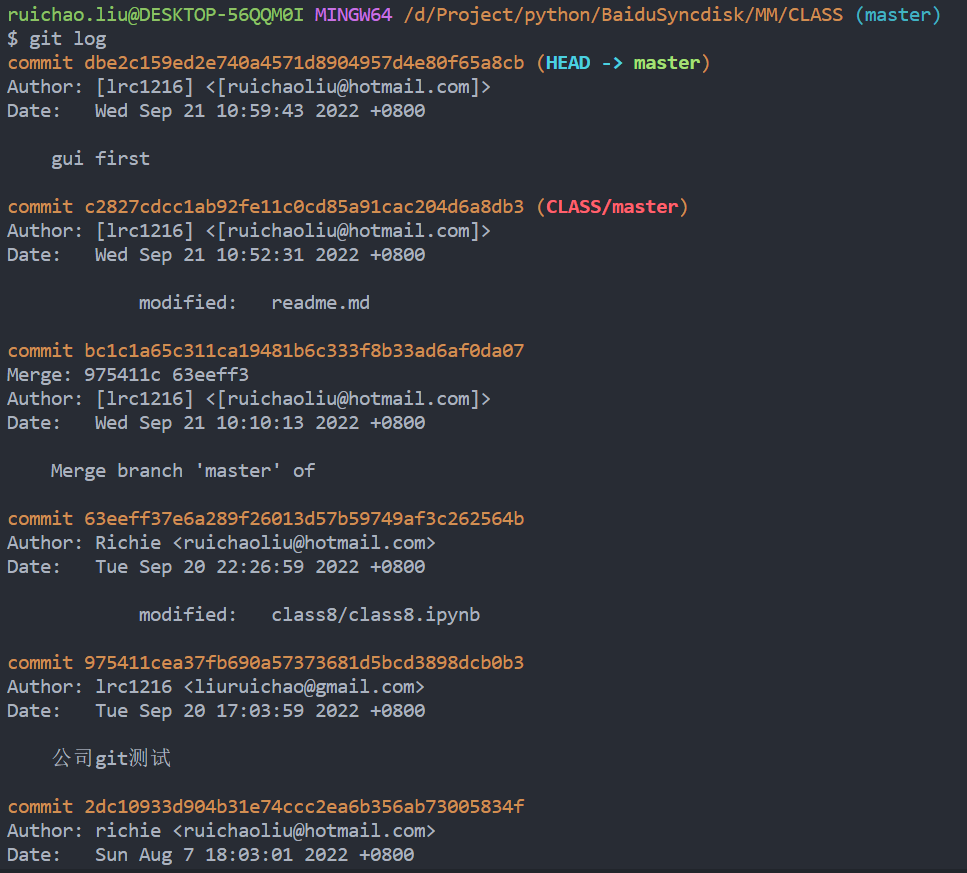 ruichao.liu@DESKTOP-56QQM0I MINGW64 /d/Project/python/BaiduSyncdisk/MM/CLASS (master)
$ git log
commit dbe2c159ed2e740a4571d8904957d4e80f65a8cb (HEAD -> master)
Author: [lrc1216] <[ruichaoliu@hotmail.com]>
Date:   Wed Sep 21 10:59:43 2022 +0800
gui first
commit c2827cdcc1ab92fe11c0cd85a91cac204d6a8db3 (CLASS/master)
Author: [lrc1216] <[ruichaoliu@hotmail.com]>
Date:   Wed Sep 21 10:52:31 2022 +0800
modified:   readme.md
commit bc1c1a65c311ca19481b6c333f8b33ad6af0da07
Merge: 975411c 63eeff3
Author: [lrc1216] <[ruichaoliu@hotmail.com]>
Date:   Wed Sep 21 10:10:13 2022 +0800
Merge branch 'master' of
commit 63eeff37e6a289f26013d57b59749af3c262564b
Author: Richie <ruichaoliu@hotmail.com>
Date:   Tue Sep 20 22:26:59 2022 +0800
modified:   class8/class8.ipynb
commit 975411cea37fb690a57373681d5bcd3898dcb0b3
Author: lrc1216 <liuruichao@gmail.com>
Date:   Tue Sep 20 17:03:59 2022 +0800
公司git测试
commit 2dc10933d904b31e74ccc2ea6b356ab73005834f
Author: richie <ruichaoliu@hotmail.com>
Date:   Sun Aug 7 18:03:01 2022 +0800